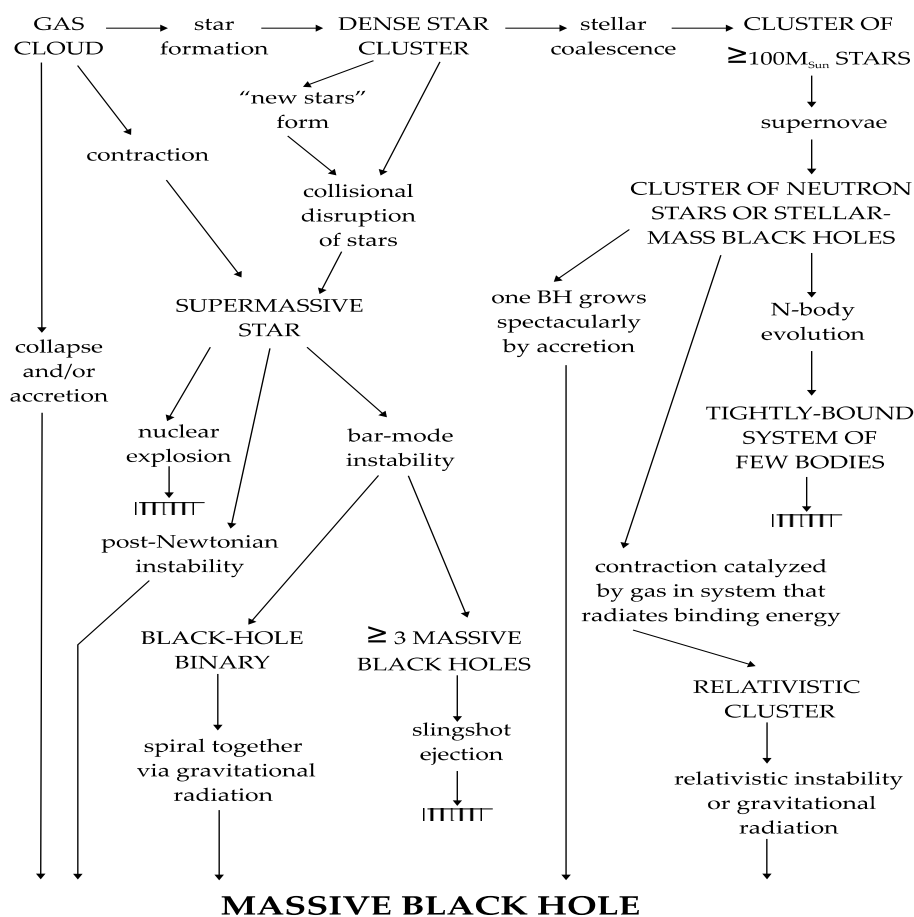 GAS
CLOUD
star
formation
DENSE STAR
CLUSTER
stellar
coalescence
CLUSTER OF
≥100M_Sun STARS
“new stars”
form
supernovae
contraction
collisional
disruption
of stars
CLUSTER OF NEUTRON
STARS OR STELLAR-
MASS BLACK HOLES
SUPERMASSIVE
STAR
one BH grows
spectacularly
by accretion
N-body
evolution
collapse
and/or
accretion
nuclear
explosion
bar-mode
instability
TIGHTLY-BOUND
SYSTEM OF
FEW BODIES
post-Newtonian
instability
contraction catalyzed
by gas in system that
radiates binding energy
BLACK-HOLE
BINARY
≥ 3 MASSIVE
BLACK HOLES
RELATIVISTIC
CLUSTER
spiral together
via gravitational
radiation
slingshot
ejection
relativistic instability
or gravitational
radiation
MASSIVE BLACK HOLE